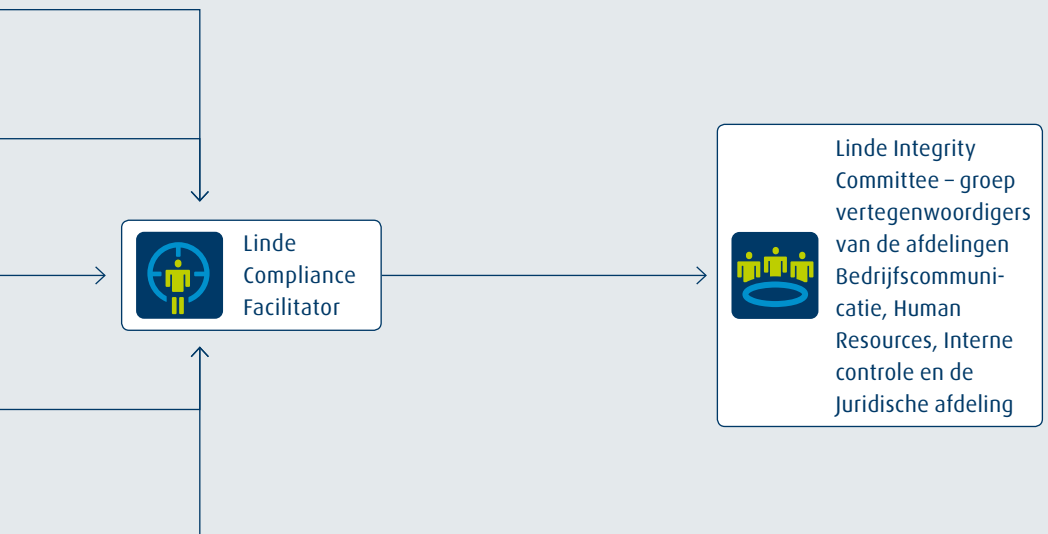 Linde
Compliance
Facilitator
Linde Integrity
Committee – groep
vertegenwoordigers
van de afdelingen
Bedrijfscommuni-
catie, Human
Resources, Interne
controle en de
Juridische afdeling